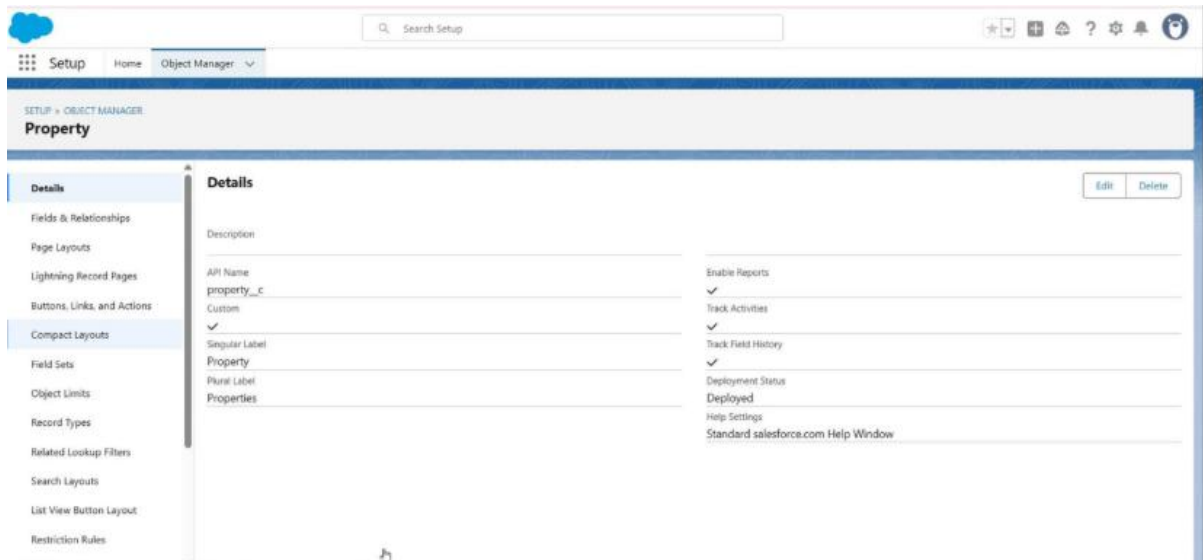 Search Setup
Setup Home Object Manager
SETUP > OBJECT MANAGER
Property
Details
Fields & Relationships
Page Layouts
Lightning Record Pages
Buttons, Links, and Actions
Compact Layouts
Field Sets
Object Limits
Record Types
Related Lookup Filters
Search Layouts
List View Button Layout
Restriction Rules
Details
Edit Delete
Description
API Name
property__c
Custom
Singular Label
Property
Plural Label
Properties
Enable Reports
Track Activities
Track Field History
Deployment Status
Deployed
Help Settings
Standard salesforce.com Help Window